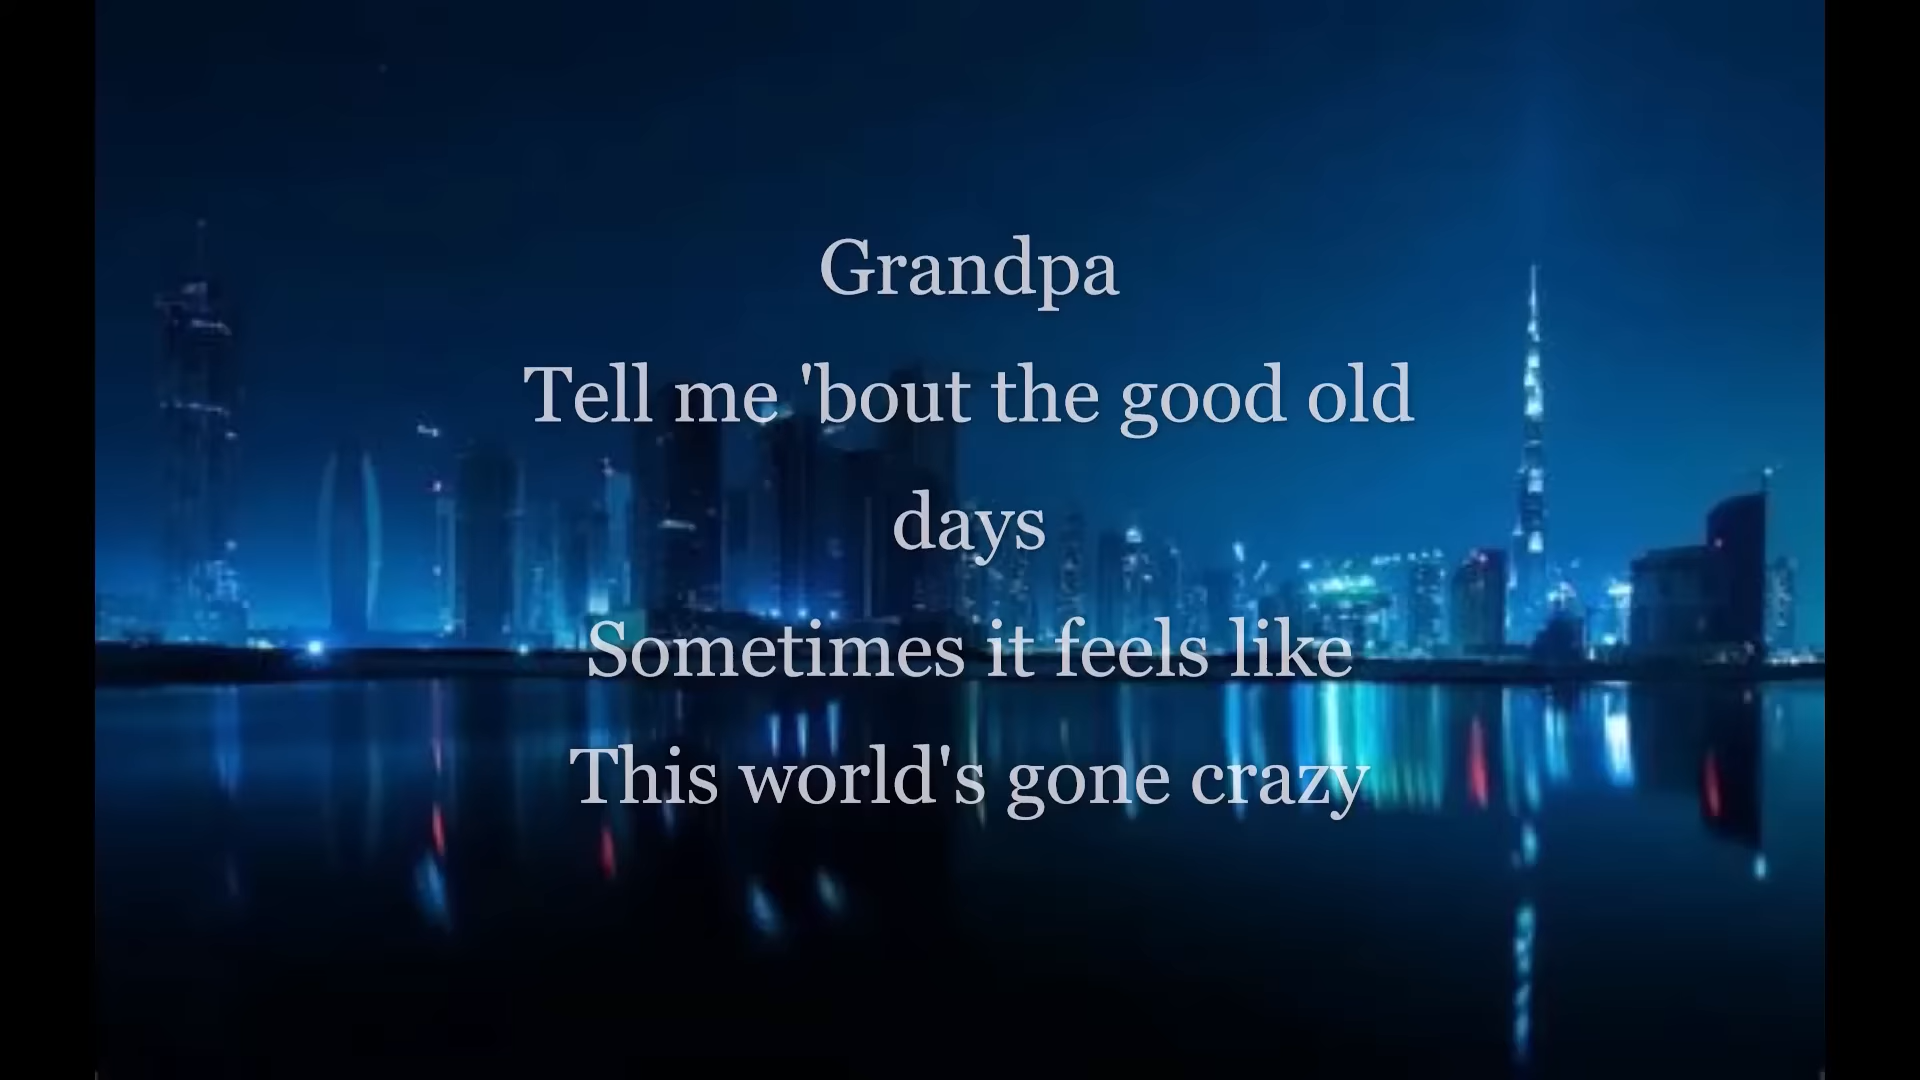 Grandpa
Tell me 'bout the good old
days
Sometimes it feels like
This world's gone crazy